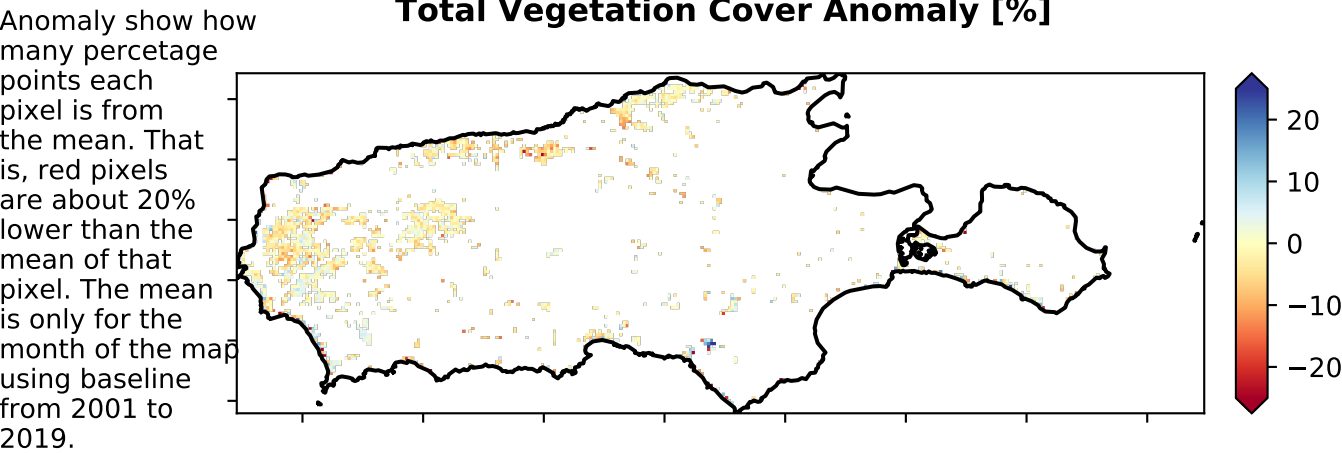 Total Vegetation Cover Anomaly [%]
Anomaly show how
many percetage
points each
pixel is from
the mean. That
is, red pixels
are about 20%
lower than the
mean of that
pixel. The mean
is only for the
month of the map
using baseline
from 2001 to
2019.
20
10
0
−10
−20